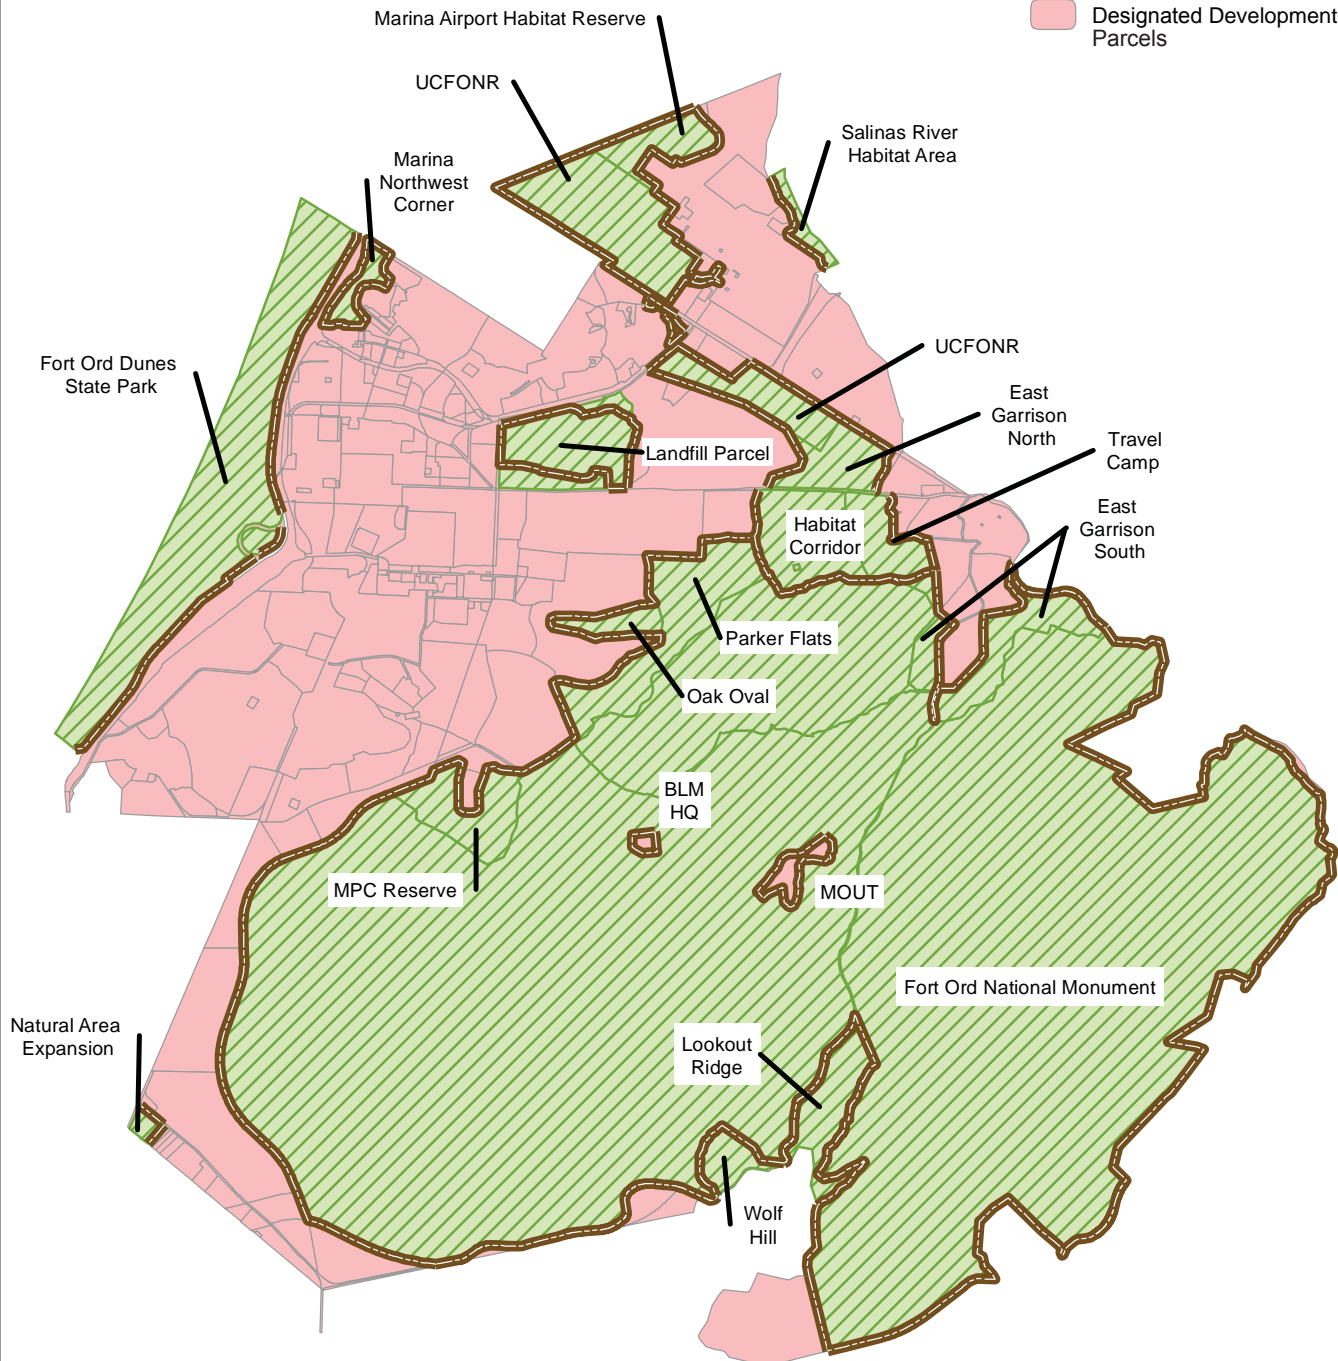 Marina Airport Habitat Reserve
Designated Development
Parcels
UCFONR
Salinas River
Habitat Area
Marina
Northwest
Corner
Fort Ord Dunes
State Park
UCFONR
East
Garrison
North
Landfill Parcel
Travel
Camp
Habitat
Corridor
East
Garrison
South
Parker Flats
Oak Oval
BLM
HQ
MPC Reserve
MOUT
Fort Ord National Monument
Natural Area
Expansion
Lookout
Ridge
Wolf
Hill